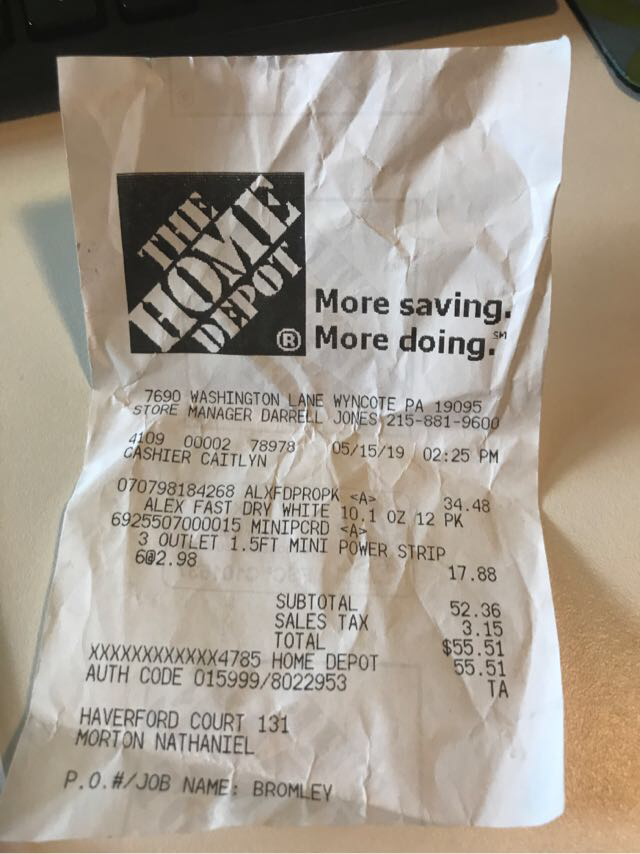 THE
HOME
DEPOT
®
More saving.
More doing.℠
7690 WASHINGTON LANE WYNCOTE PA 19095
STORE MANAGER DARRELL JONES 215-881-9600
4109 00002 78978 05/15/19 02:25 PM
CASHIER CAITLYN
070798184268 ALXFDPROPK <A> 34.48
ALEX FAST DRY WHITE 10.1 OZ 12 PK
6925507000015 MINIPCRD <A>
3 OUTLET 1.5FT MINI POWER STRIP
6@2.98 17.88
SUBTOTAL 52.36
SALES TAX 3.15
TOTAL $55.51
XXXXXXXXXXXX4785 HOME DEPOT 55.51
AUTH CODE 015999/8022953 TA
HAVERFORD COURT 131
MORTON NATHANIEL
P.O.#/JOB NAME: BROMLEY